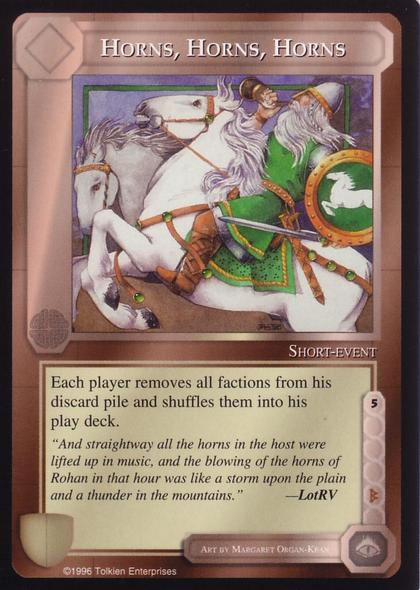 HORNS, HORNS, HORNS
SHORT-EVENT
Each player removes all factions from his
discard pile and shuffles them into his
play deck.
5
“And straightway all the horns in the host were
lifted up in music, and the blowing of the horns of
Rohan in that hour was like a storm upon the plain
and a thunder in the mountains.” —LotRV
ART BY MARGARET ORGAN-KEAN
©1996 Tolkien Enterprises